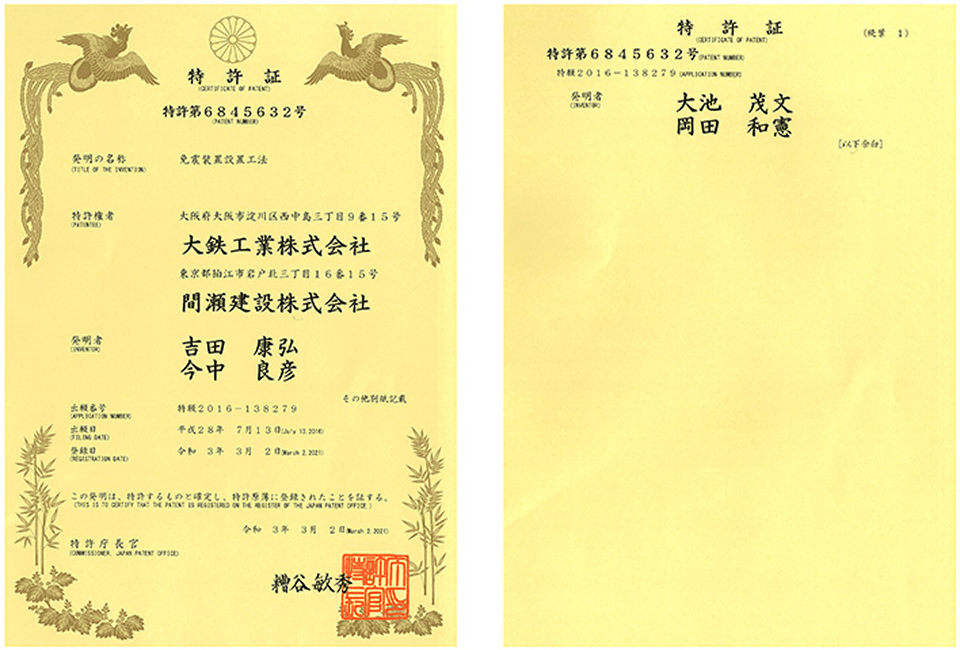 特許証
(CERTIFICATE OF PATENT)
特許第6845632号
(PATENT NUMBER)
発明の名称
(TITLE OF THE INVENTION)
免震装置設置工法
特許権者
(PATENTEE)
大阪府大阪市淀川区西中島三丁目9番15号
大鉄工業株式会社
東京都狛江市岩戸北三丁目16番15号
間瀬建設株式会社
発明者
(INVENTOR)
吉田 康弘
今中 良彦
その他別紙記載
出願番号
(APPLICATION NUMBER)
特願2016-138279
出願日
(FILING DATE)
平成28年 7月13日(July 13,2016)
登録日
(REGISTRATION DATE)
令和 3年 3月 2日(March 2,2021)
この発明は、特許するものと確定し、特許原簿に登録されたことを証する。
(THIS IS TO CERTIFY THAT THE PATENT IS REGISTERED ON THE REGISTER OF THE JAPAN PATENT OFFICE.)
令和 3年 3月 2日(March 2,2021)
特許庁長官
(COMMISSIONER, JAPAN PATENT OFFICE)
糟谷敏秀
特許証
(CERTIFICATE OF PATENT)
(続葉 1)
特許第6845632号(PATENT NUMBER)
特願2016-138279(APPLICATION NUMBER)
発明者
(INVENTOR)
大池 茂文
岡田 和憲
[以下余白]